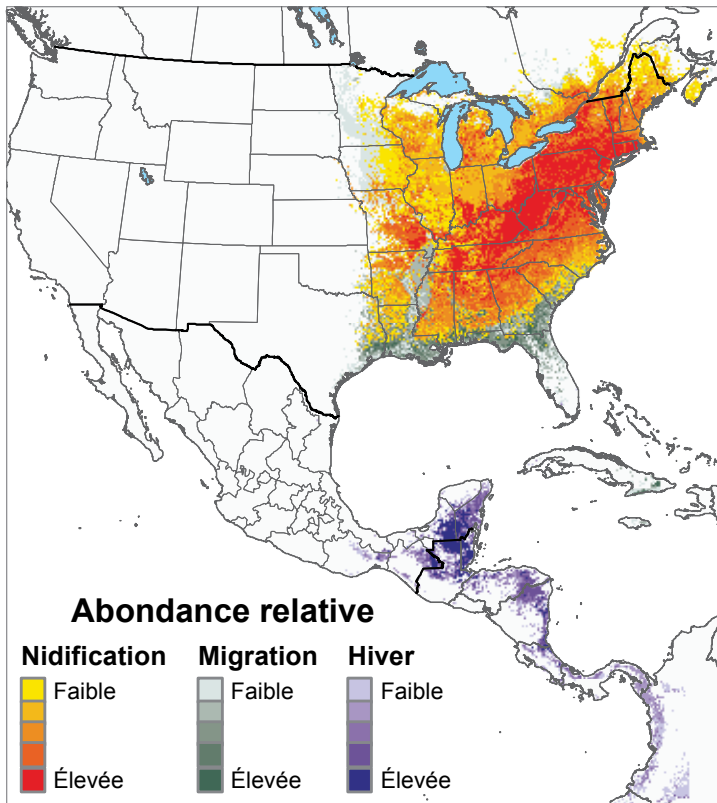 Abondance relative
Nidification Migration Hiver
Faible Faible Faible
Élevée Élevée Élevée